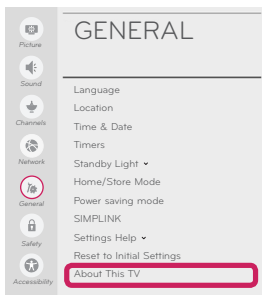 GENERAL
Picture
Sound
Channels
Network
General
Safety
Accessibility
Language
Location
Time & Date
Timers
Standby Light
Home/Store Mode
Power saving mode
SIMPLINK
Settings Help
Reset to Initial Settings
About This TV